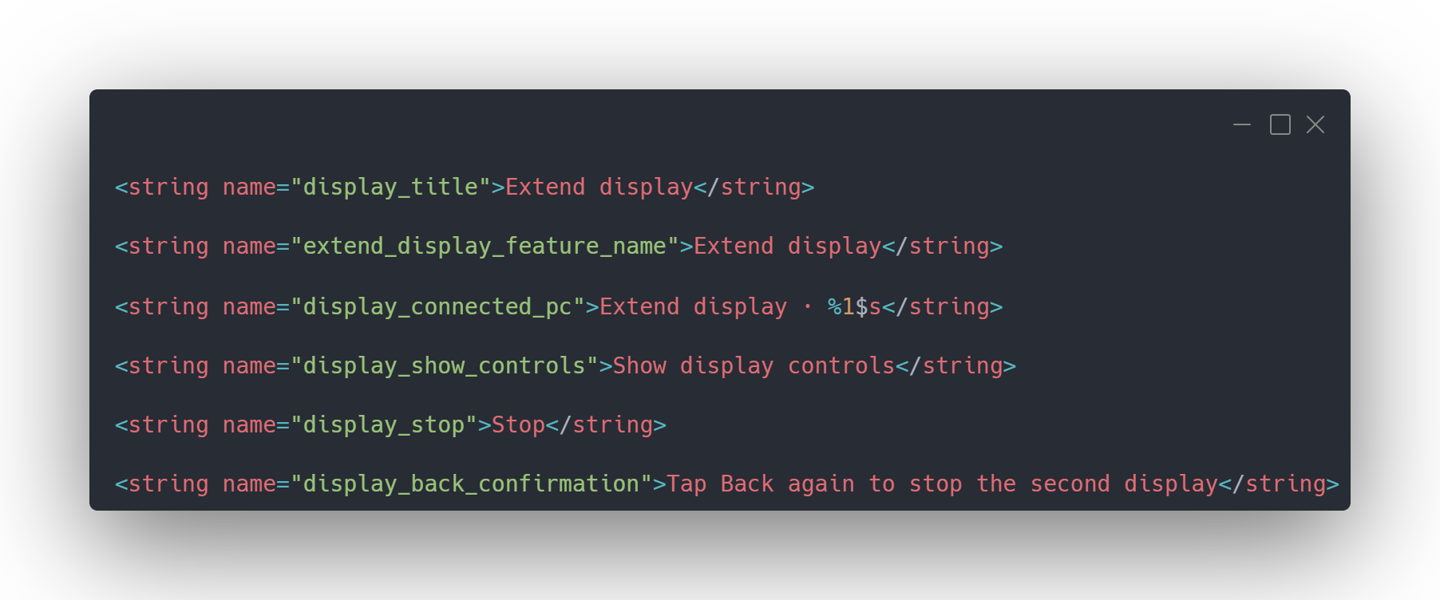 <string name="display_title">Extend display</string>
<string name="extend_display_feature_name">Extend display</string>
<string name="display_connected_pc">Extend display · %1$s</string>
<string name="display_show_controls">Show display controls</string>
<string name="display_stop">Stop</string>
<string name="display_back_confirmation">Tap Back again to stop the second display</string>